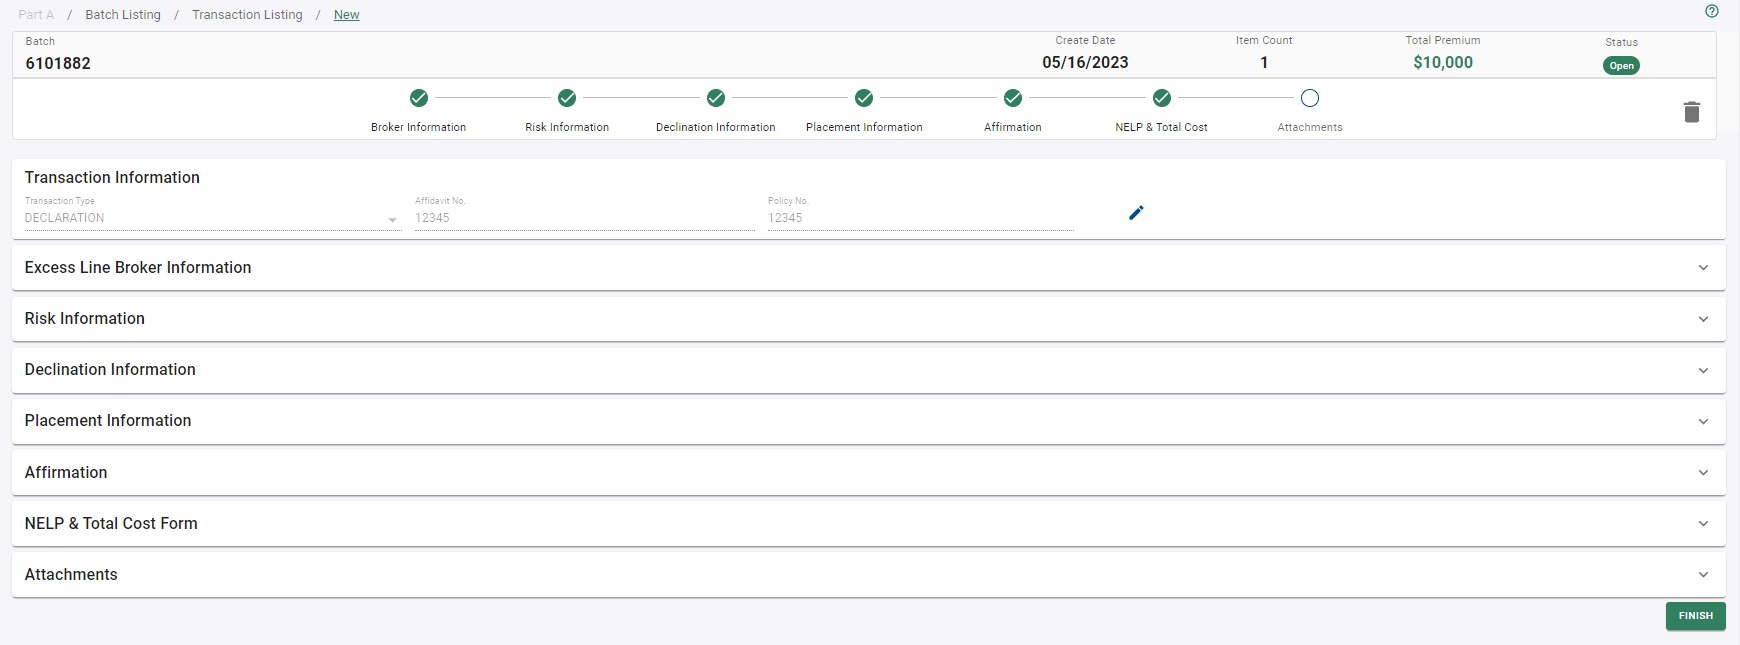 Part A / Batch Listing / Transaction Listing / New
Batch
6101882
Create Date
05/16/2023
Item Count
1
Total Premium
$10,000
Status
Open
Broker Information
Risk Information
Declination Information
Placement Information
Affirmation
NELP & Total Cost
Attachments
Transaction Information
Transaction Type
DECLARATION
Affidavit No.
12345
Policy No.
12345
Excess Line Broker Information
Risk Information
Declination Information
Placement Information
Affirmation
NELP & Total Cost Form
Attachments
FINISH